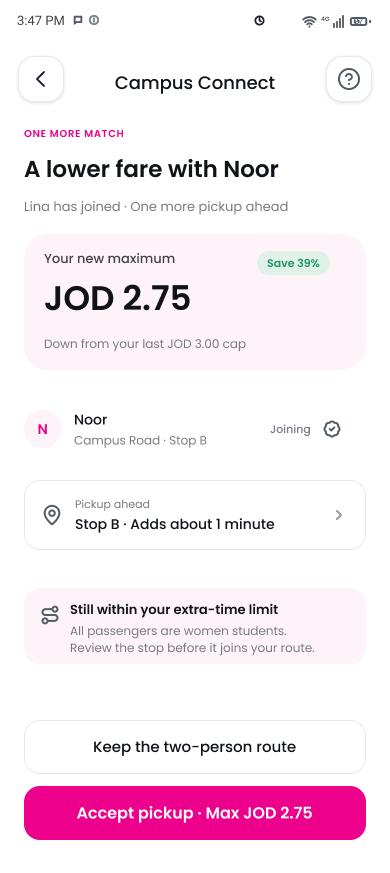 3:47 PM
4G
Campus Connect
ONE MORE MATCH
A lower fare with Noor
Lina has joined · One more pickup ahead
Your new maximum
Save 39%
JOD 2.75
Down from your last JOD 3.00 cap
N
Noor
Campus Road · Stop B
Joining
Pickup ahead
Stop B · Adds about 1 minute
Still within your extra-time limit
All passengers are women students.
Review the stop before it joins your route.
Keep the two-person route
Accept pickup · Max JOD 2.75